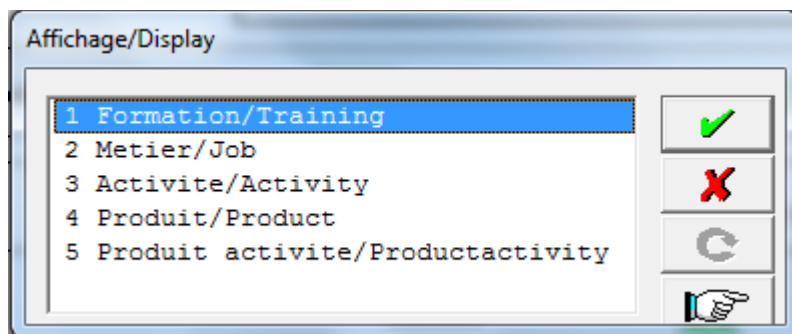 Affichage/Display
1 Formation/Training
2 Metier/Job
3 Activite/Activity
4 Produit/Product
5 Produit activite/Productactivity